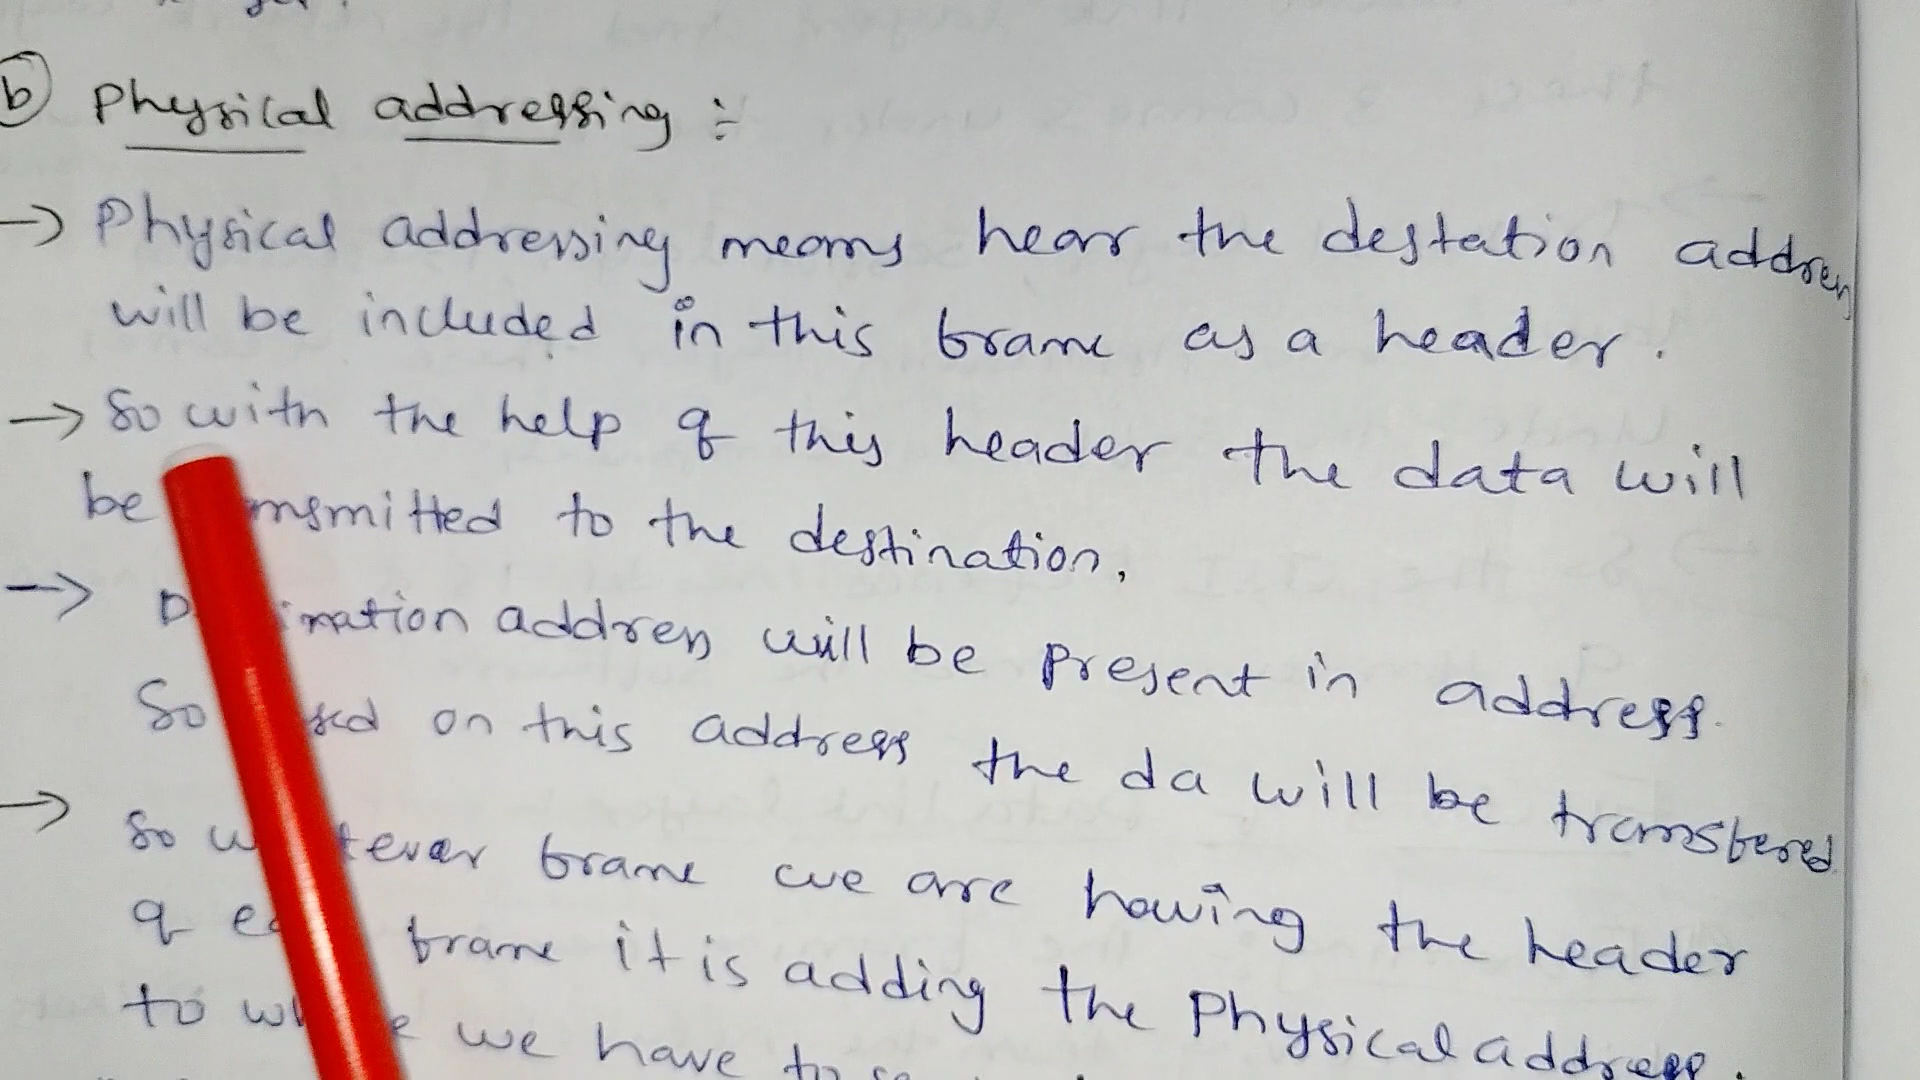 b Physical addressing :-
→ Physical addressing means hear the destation address
will be included in this frame as a header.
→ So with the help of this header the data will
be to the destination.
→ address will be present in address.
So on this address the da will be transfered
→ So frame we are having the header
of frame it is adding the Physical address.
to we have to